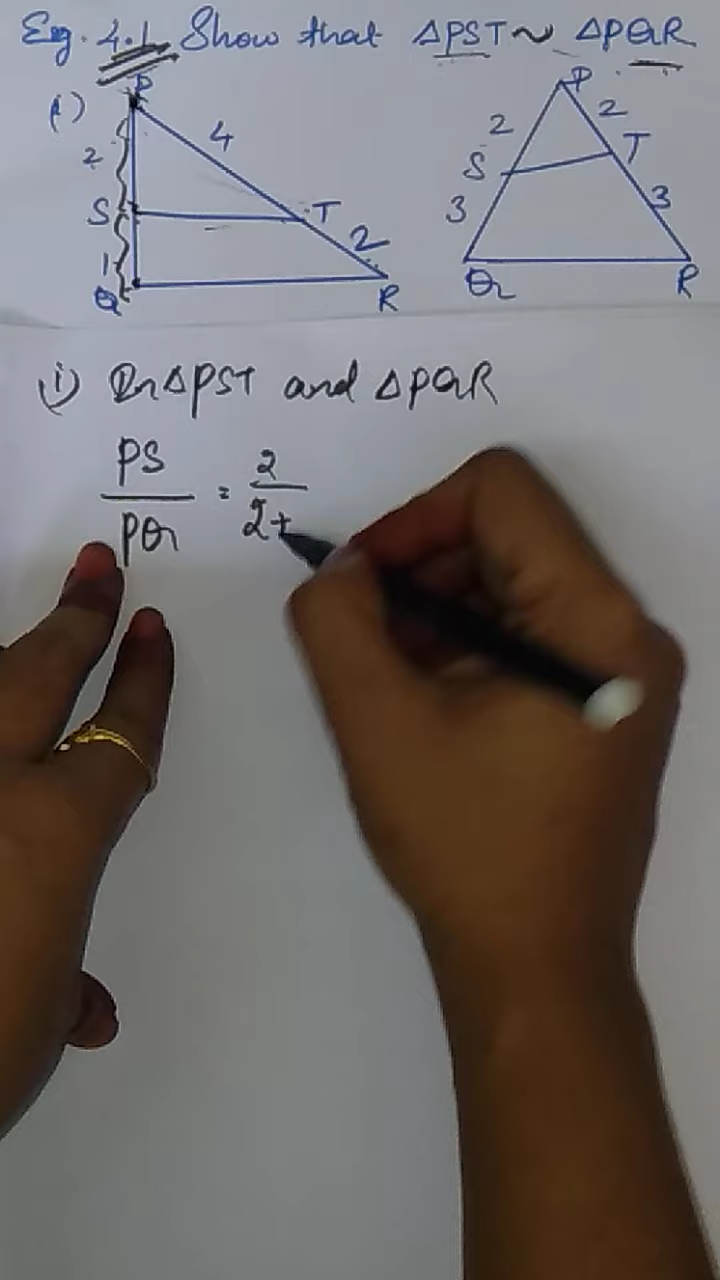 Eg. 4.1 Show that ΔPST ~ ΔPQR
(i)
P
4
2
S
T
1
2
Q
R
P
2
2
S
T
3
3
Q
R
(i) In ΔPST and ΔPQR
PS/PQ = 2/2+